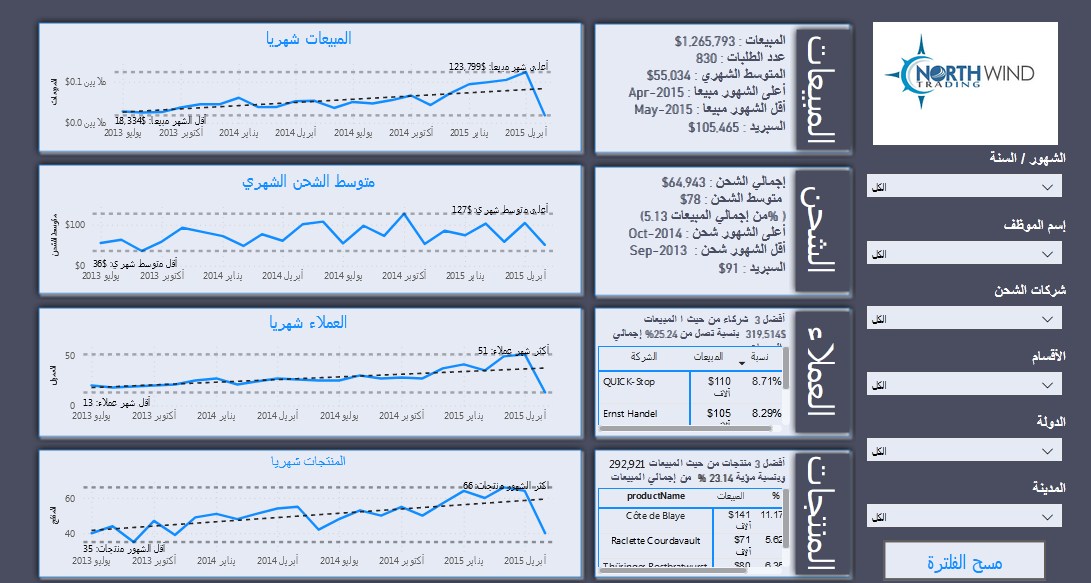 NORTHWIND
TRADING
الشهور / السنة
الكل
إسم الموظف
الكل
شركات الشحن
الكل
الأقسام
الكل
الدولة
الكل
المدينة
الكل
مسح الفلترة
المبيعات
المبيعات : $1,265,793
عدد الطلبات : 830
المتوسط الشهري : $55,034
أعلى الشهور مبيعا : Apr-2015
أقل الشهور مبيعا : May-2015
السبريد : $105,465
المبيعات شهريا
أعلى شهر مبيعا: $123,799
$0.1 ملايين
$0.0 ملايين
أقل الشهور مبيعا: $18,334
يوليو 2013 أكتوبر 2013 يناير 2014 أبريل 2014 يوليو 2014 أكتوبر 2014 يناير 2015 أبريل 2015
الشحن
إجمالي الشحن : $64,943
متوسط الشحن : $78
( %من إجمالي المبيعات 5.13)
أعلى الشهور شحن : Oct-2014
أقل الشهور شحن : Sep-2013
السبريد : $91
متوسط الشحن الشهري
أعلى متوسط شهري: $127
متوسط الشحن
$100
$0
أقل متوسط شهري: $36
يوليو 2013 أكتوبر 2013 يناير 2014 أبريل 2014 يوليو 2014 أكتوبر 2014 يناير 2015 أبريل 2015
العملاء
أفضل 3 شركاء من حيث ا المبيعات
319,514$ بنسبة تصل من 25.24% إجمالي
الشركة المبيعات نسبة
QUICK-Stop $110 آلاف 8.71%
Ernst Handel $105 8.29%
العملاء شهريا
أكثر شهر عملاء: 51
العميل
50
0
أقل شهر عملاء: 13
يوليو 2013 أكتوبر 2013 يناير 2014 أبريل 2014 يوليو 2014 أكتوبر 2014 يناير 2015 أبريل 2015
المنتجات
أفضل 3 منتجات من حيث المبيعات 292,921
وبنسبة مؤية 23.14 % من إجمالي المبيعات
productName المبيعات %
Côte de Blaye $141 آلاف 11.17
Raclette Courdavault $71 آلاف 5.62
Thüringer Rostbratwurst $80 6.36
المنتجات شهريا
اكثر الشهور منتجات: 66
60
40
أقل الشهور منتجات: 35
يوليو 2013 أكتوبر 2013 يناير 2014 أبريل 2014 يوليو 2014 أكتوبر 2014 يناير 2015 أبريل 2015